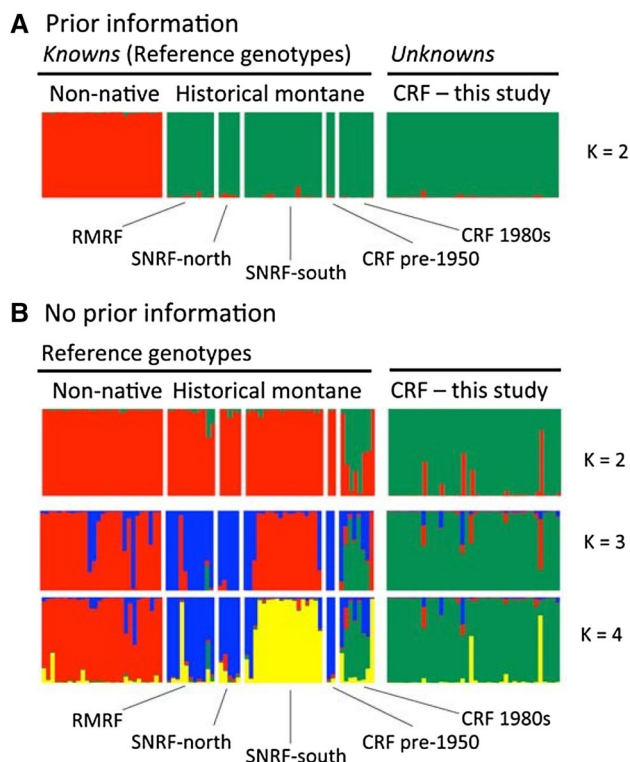 A Prior information
Knowns (Reference genotypes) Unknowns
Non-native Historical montane CRF – this study
K = 2
RMRF
SNRF-north
SNRF-south
CRF pre-1950
CRF 1980s
B No prior information
Reference genotypes
Non-native Historical montane CRF – this study
K = 2
K = 3
K = 4
RMRF
SNRF-north
SNRF-south
CRF pre-1950
CRF 1980s